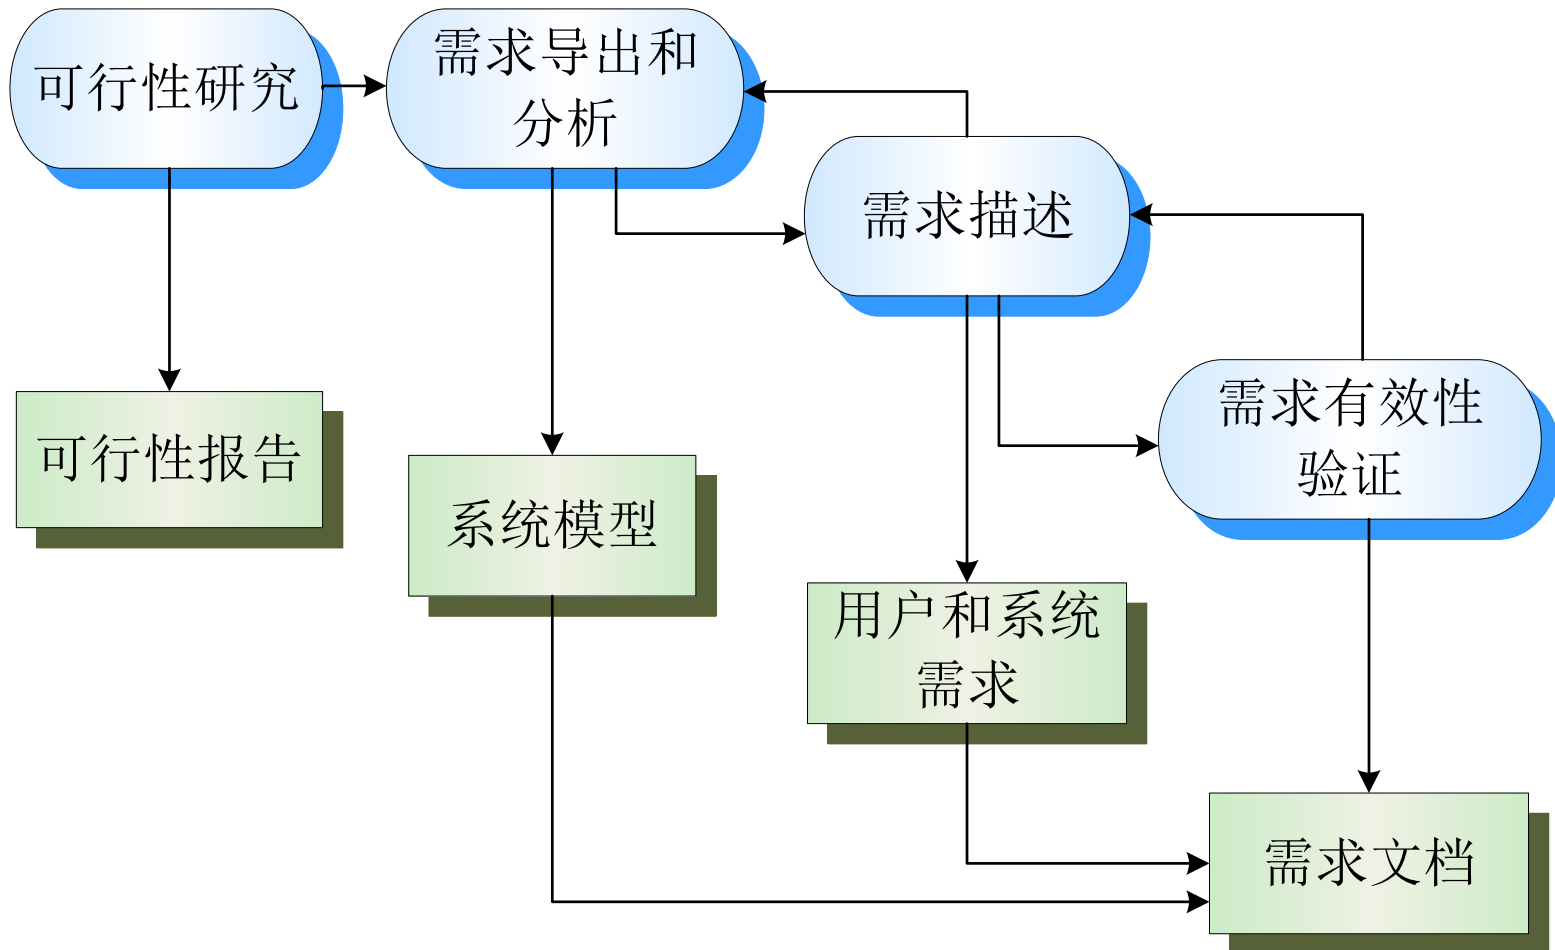 可行性研究
需求导出和
分析
需求描述
需求有效性
验证
可行性报告
系统模型
用户和系统
需求
需求文档